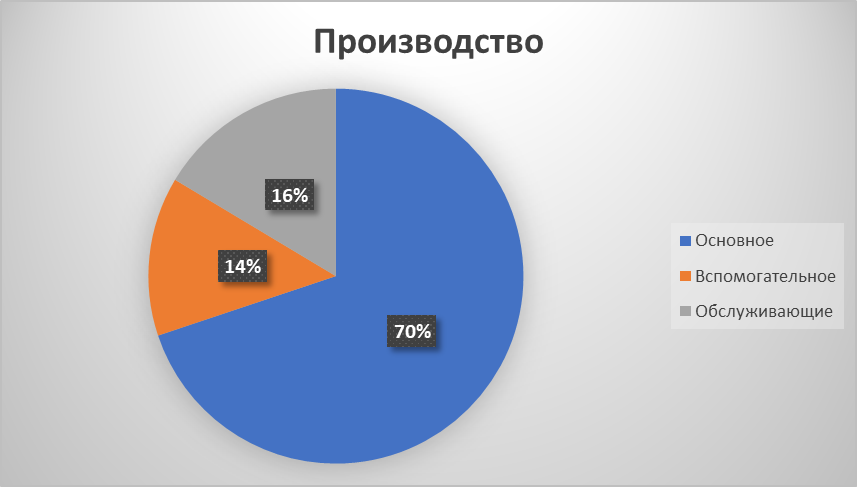 Производство
16%
14%
70%
Основное
Вспомогательное
Обслуживающие